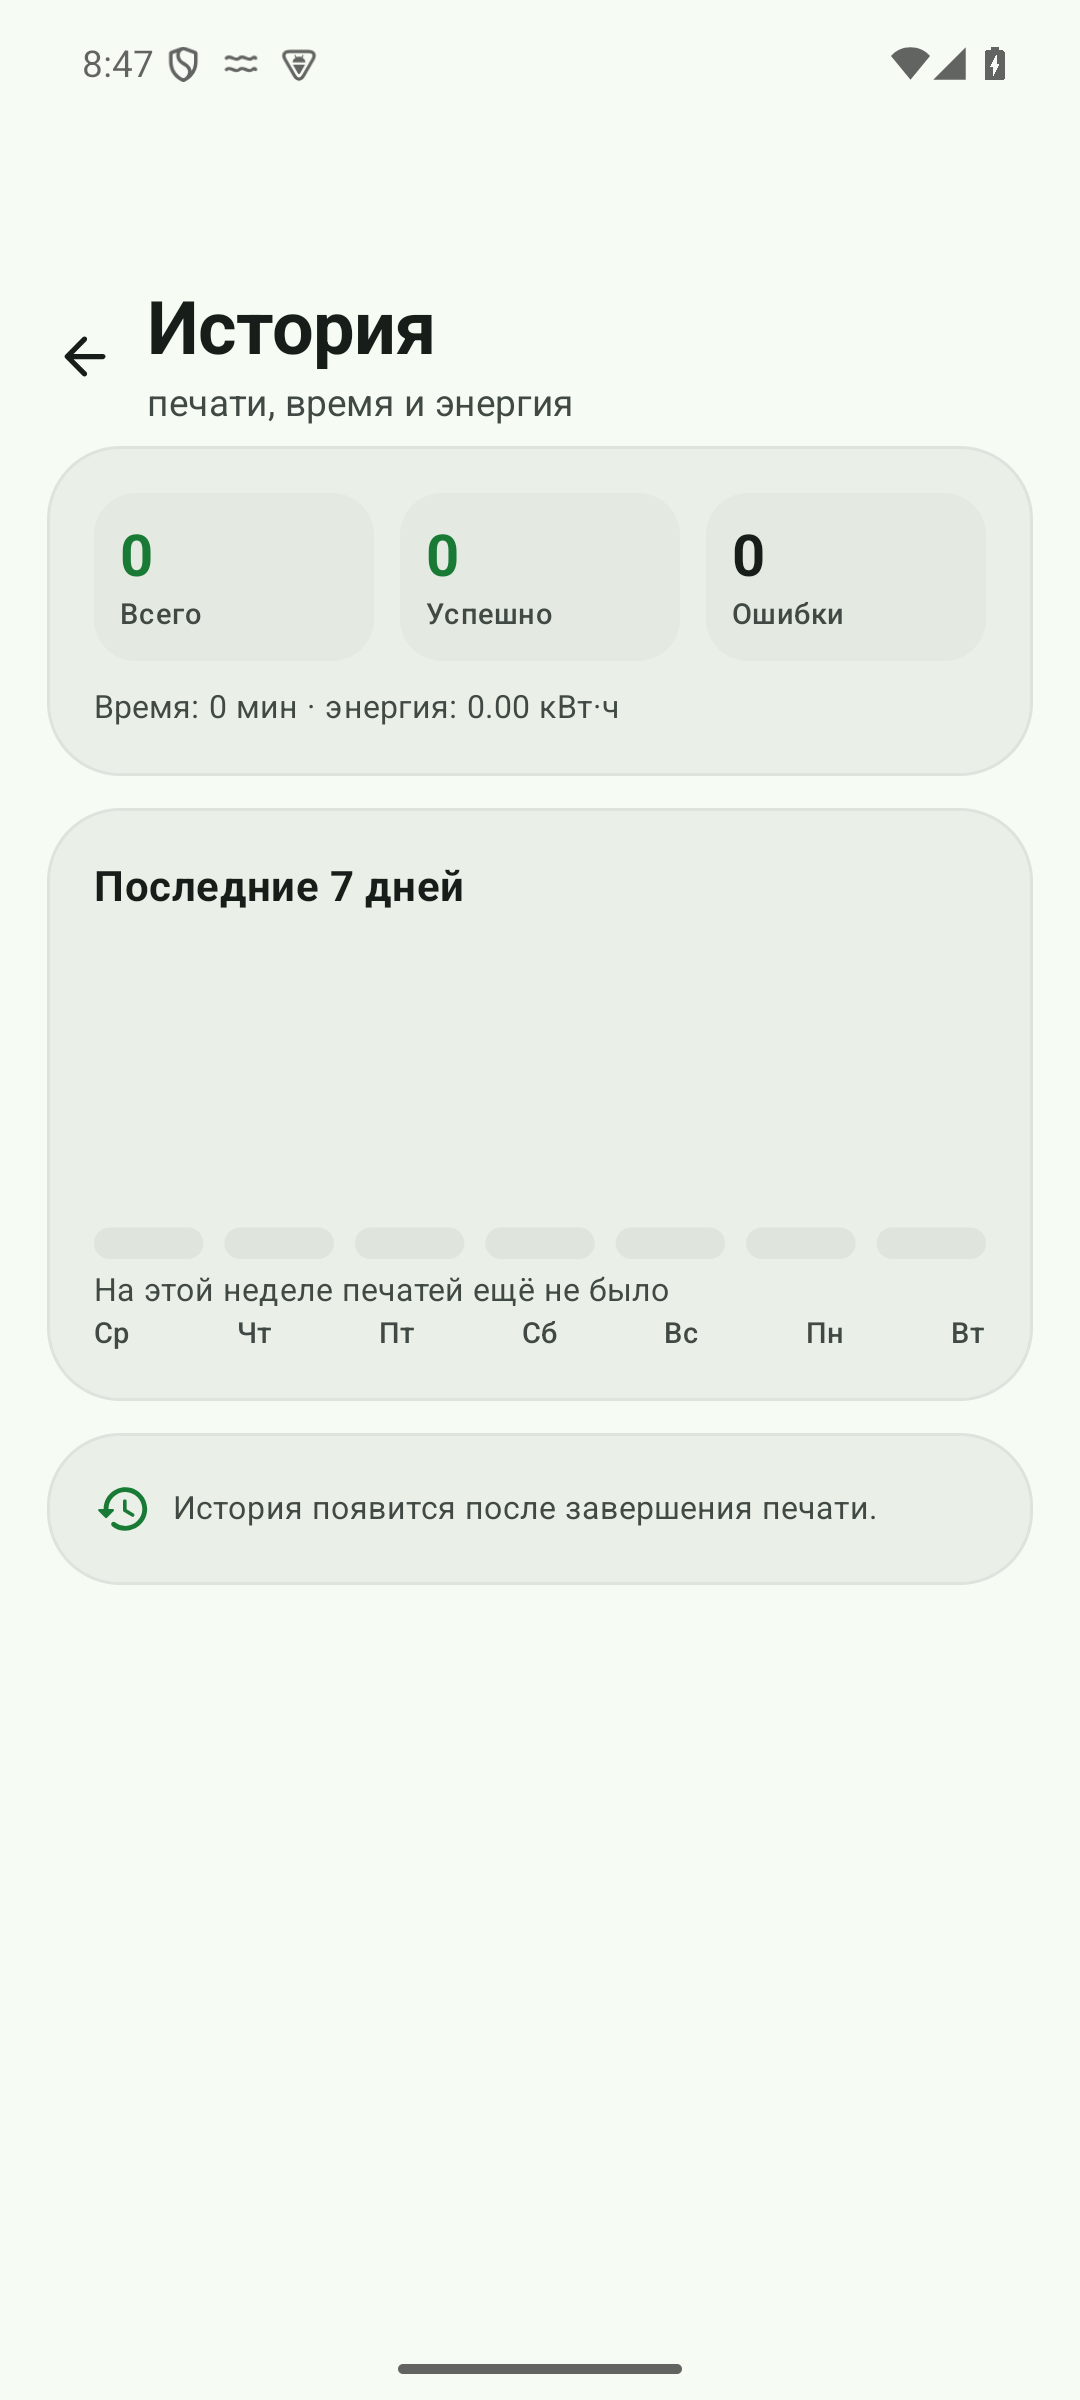 8:47
История
печати, время и энергия
0
Всего
0
Успешно
0
Ошибки
Время: 0 мин · энергия: 0.00 кВт·ч
Последние 7 дней
На этой неделе печатей ещё не было
Ср Чт Пт Сб Вс Пн Вт
История появится после завершения печати.